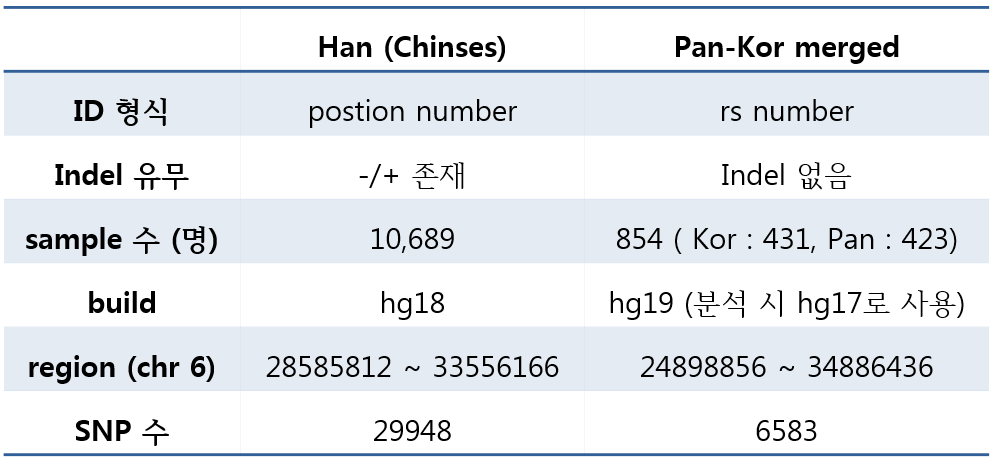 Han (Chinses) Pan-Kor merged
ID 형식 postion number rs number
Indel 유무 -/+ 존재 Indel 없음
sample 수 (명) 10,689 854 ( Kor : 431, Pan : 423)
build hg18 hg19 (분석 시 hg17로 사용)
region (chr 6) 28585812 ~ 33556166 24898856 ~ 34886436
SNP 수 29948 6583